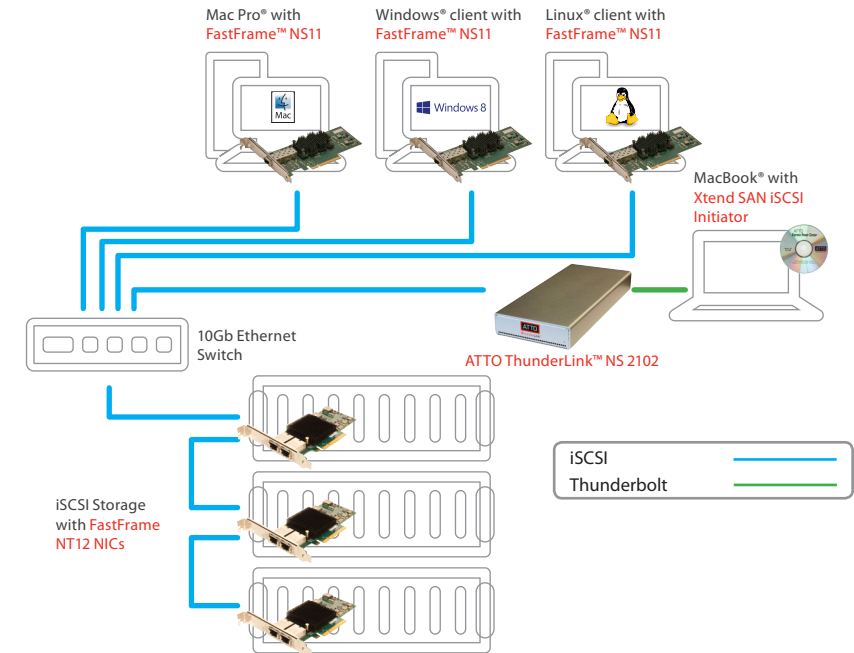 Mac Pro® with
FastFrame™ NS11
Windows® client with
FastFrame™ NS11
Linux® client with
FastFrame™ NS11
Mac
Windows 8
MacBook® with
Xtend SAN iSCSI
Initiator
ATTO
10Gb Ethernet
Switch
ATTO
ATTO ThunderLink™ NS 2102
iSCSI Storage
with FastFrame
NT12 NICs
iSCSI
Thunderbolt